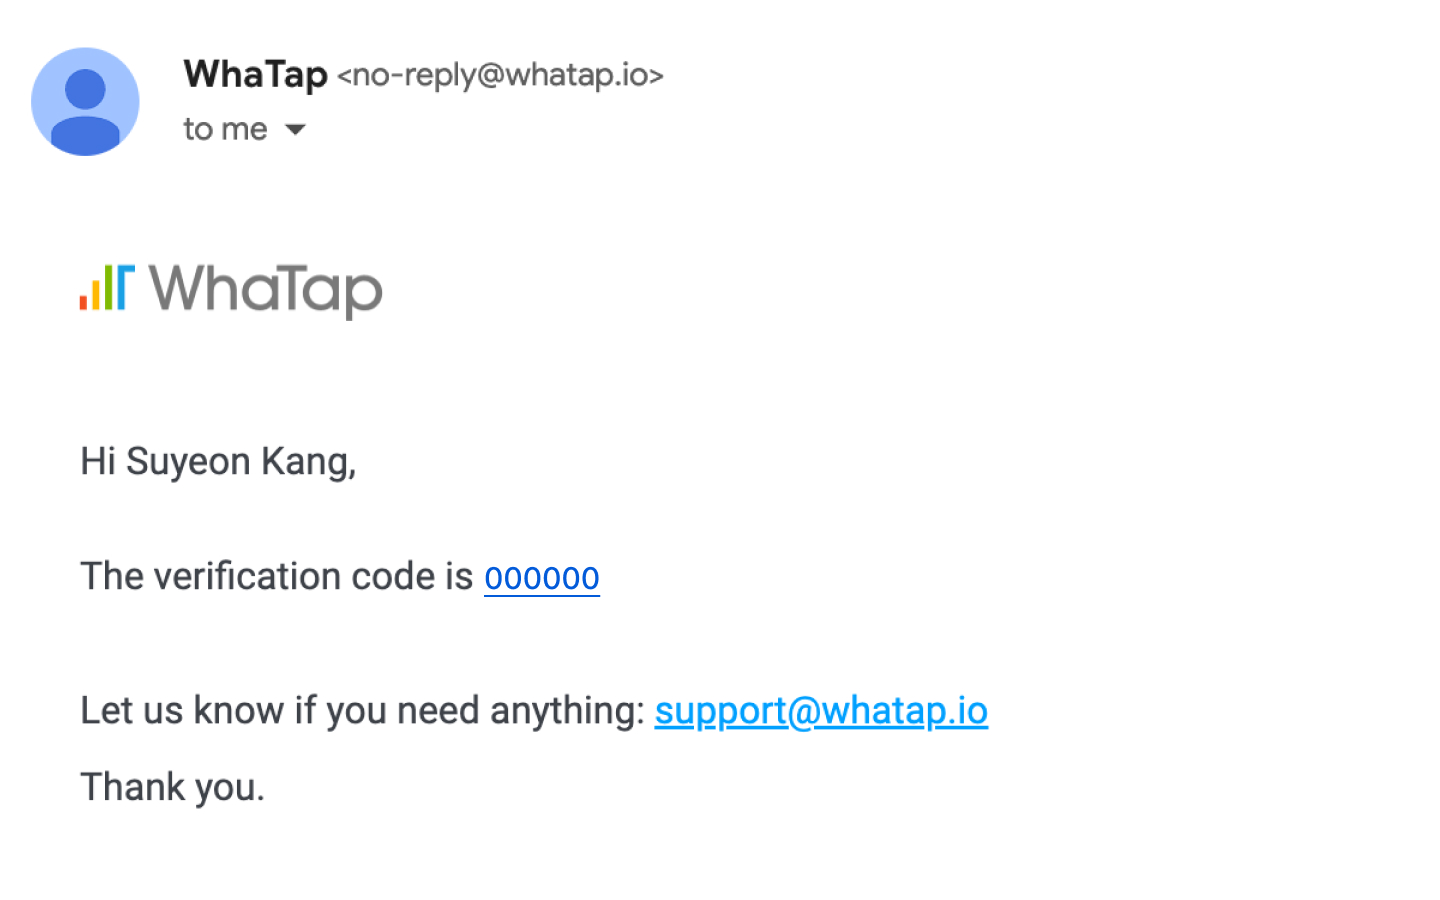 WhaTap <no-reply@whatap.io>
to me
WhaTap
Hi Suyeon Kang,
The verification code is 000000
Let us know if you need anything: support@whatap.io
Thank you.